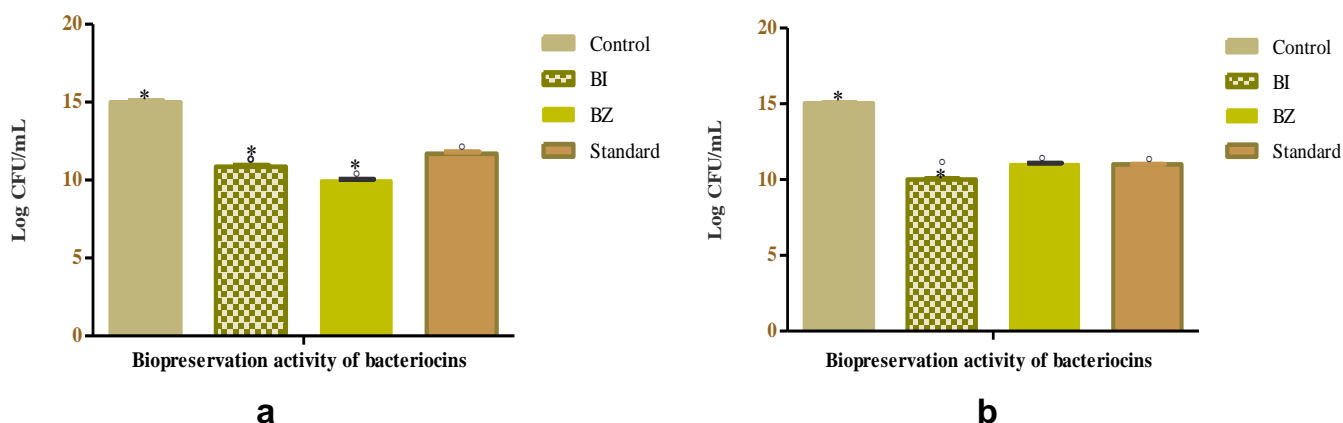 20
15
10
5
0
Log CFU/mL
*
*
°
*
°
°
Control
BI
BZ
Standard
Biopreservation activity of bacteriocins
a
20
15
10
5
0
Log CFU/mL
*
°
*
°
°
Control
BI
BZ
Standard
Biopreservation activity of bacteriocins
b